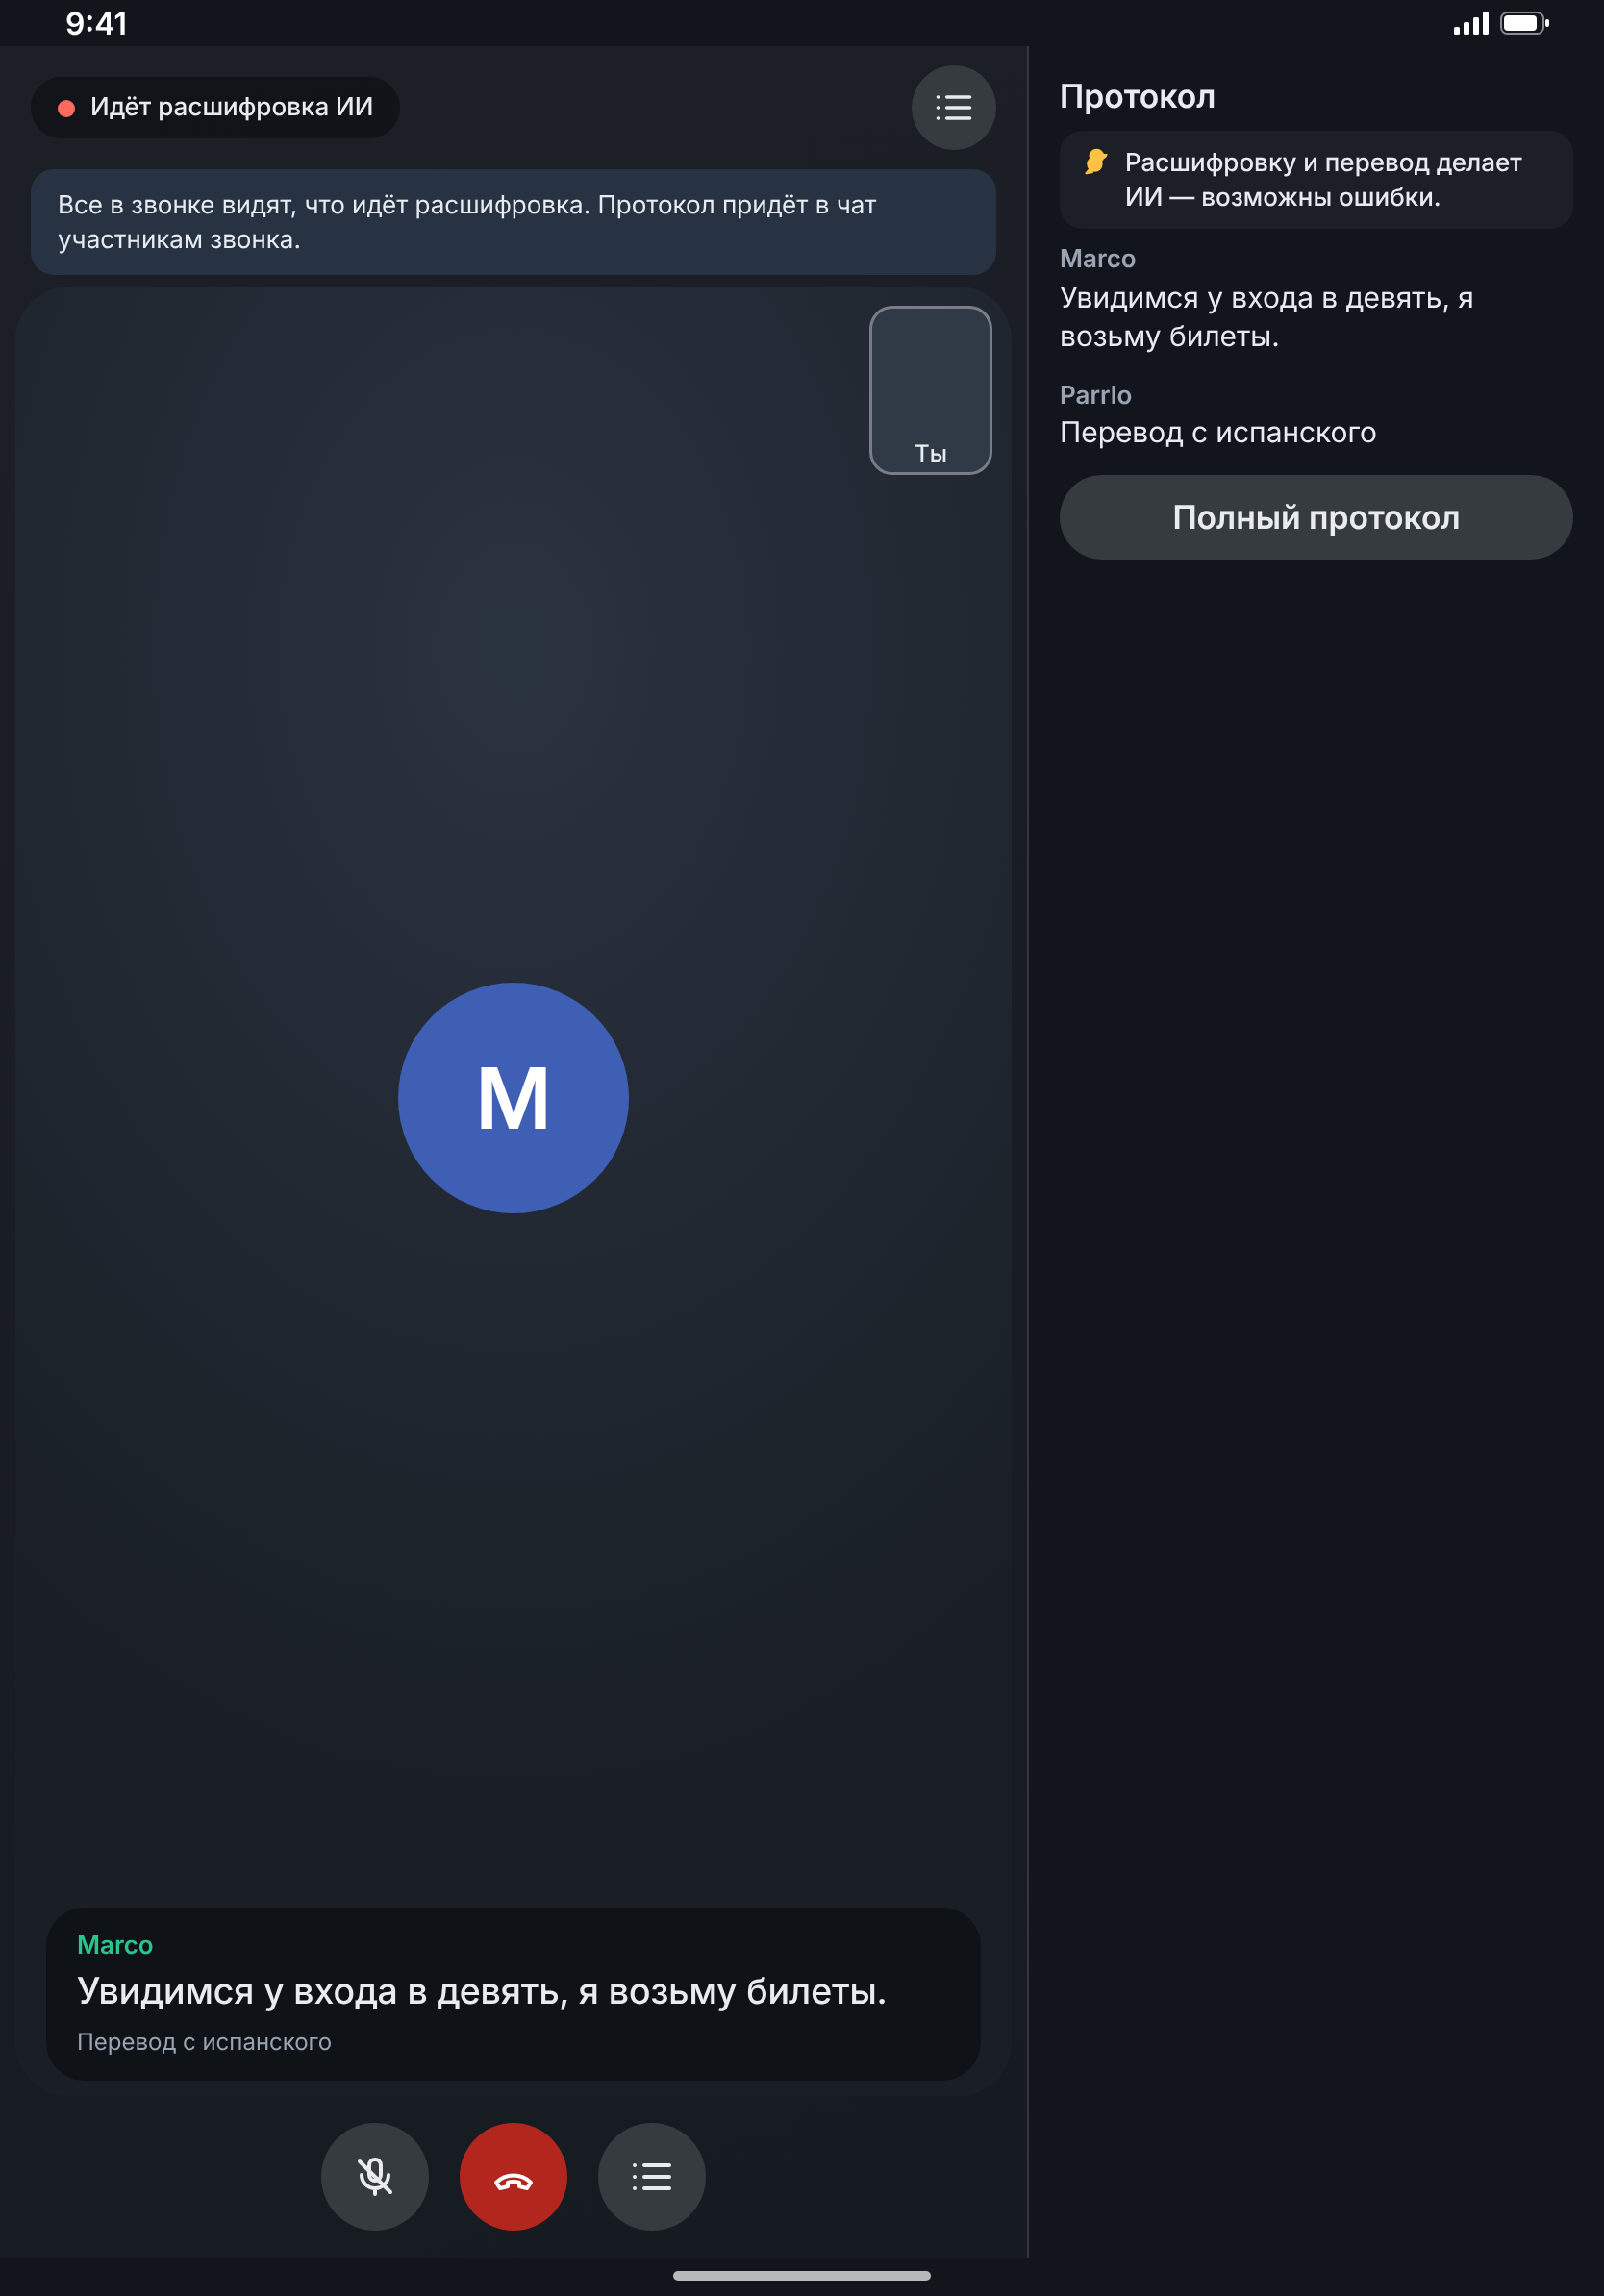 9:41
Идёт расшифровка ИИ
Все в звонке видят, что идёт расшифровка. Протокол придёт в чат
участникам звонка.
Ты
M
Marco
Увидимся у входа в девять, я возьму билеты.
Перевод с испанского
Протокол
Расшифровку и перевод делает
ИИ — возможны ошибки.
Marco
Увидимся у входа в девять, я
возьму билеты.
Parrlo
Перевод с испанского
Полный протокол